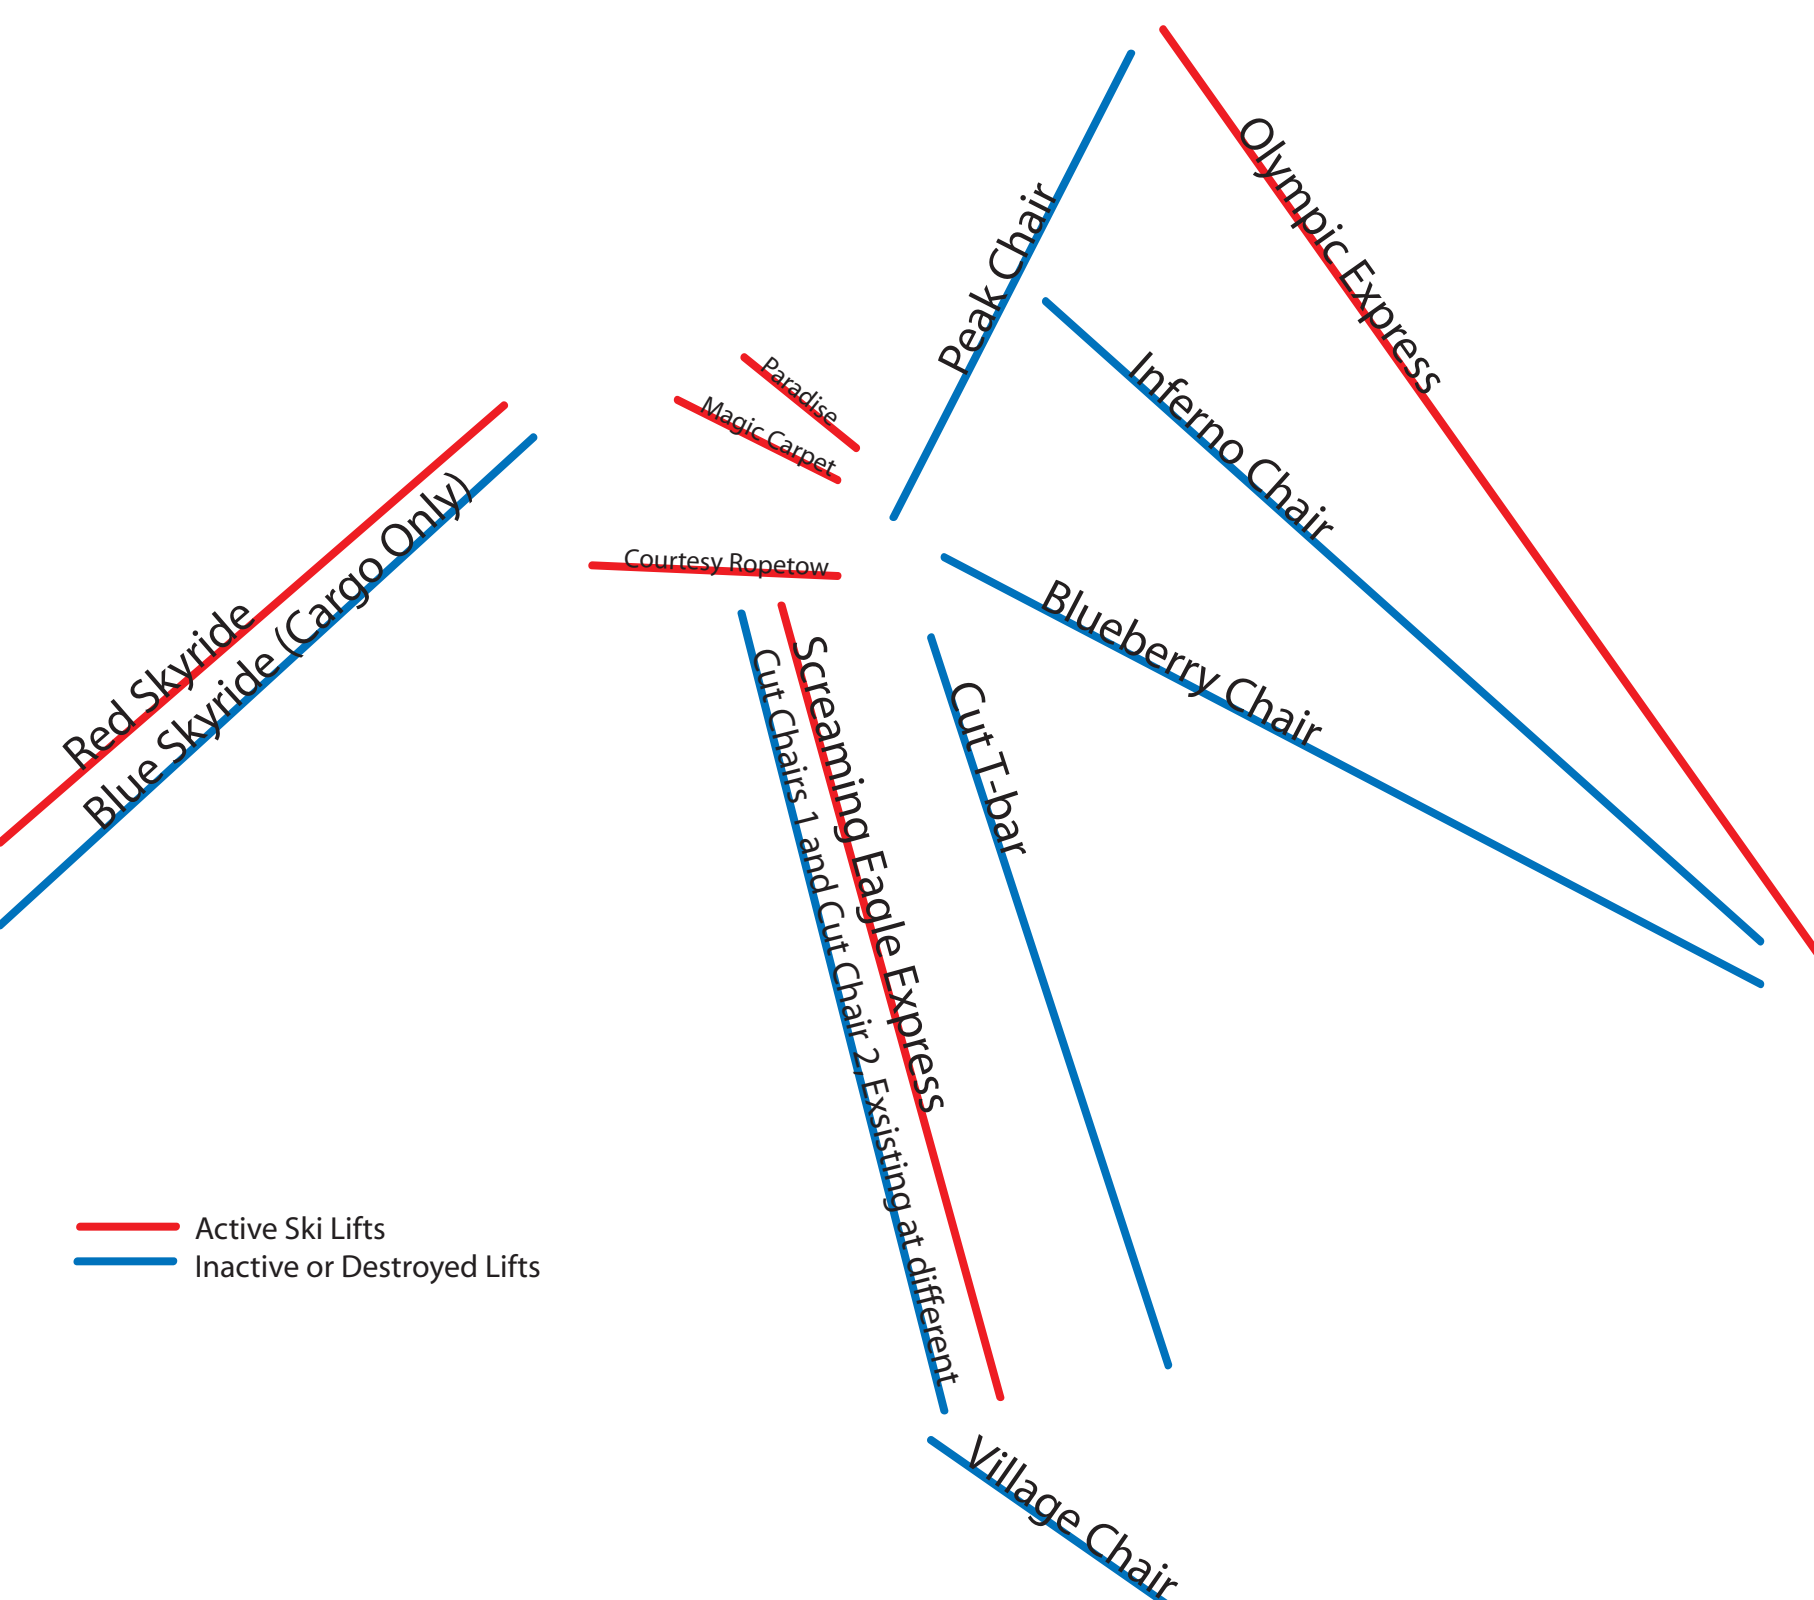 Olympic Express
Peak Chair
Inferno Chair
Paradise
Magic Carpet
Red Skyride
Blue Skyride (Cargo Only)
Courtesy Ropetow
Blueberry Chair
Screaming Eagle Express
Cut Chairs 1 and Cut Chair 2, Exsisting at different
Cut T-bar
Active Ski Lifts
Inactive or Destroyed Lifts
Village Chair